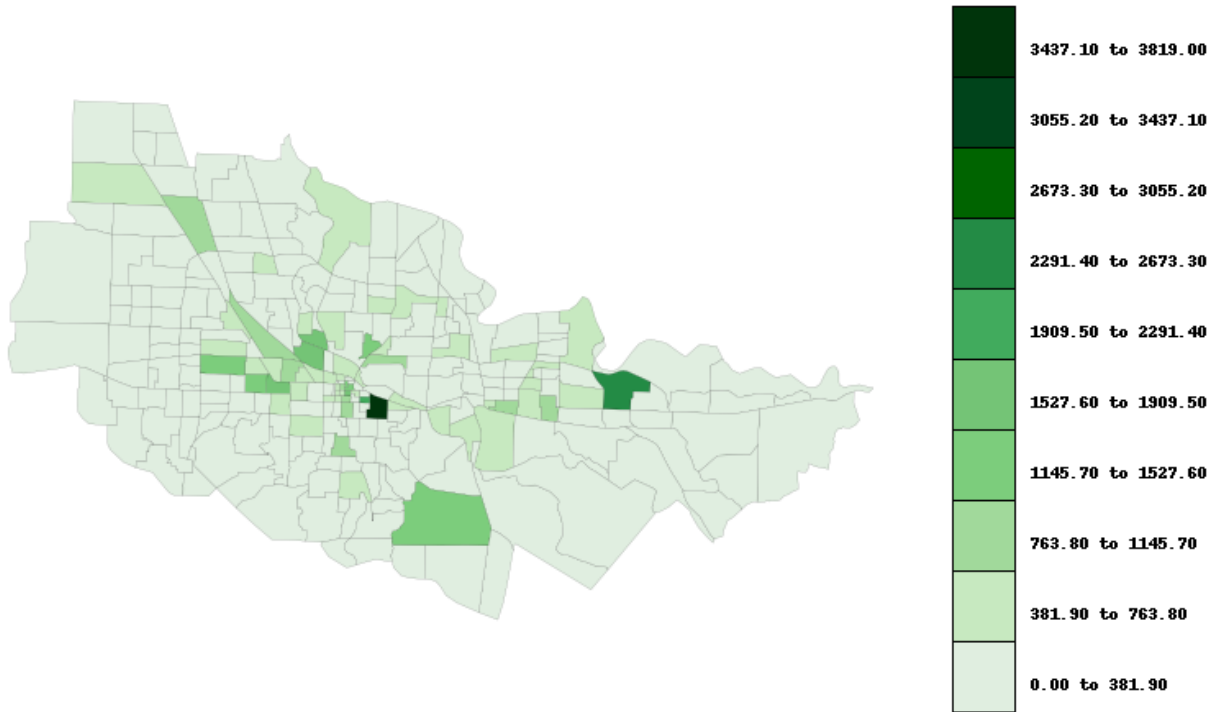 3437.10 to 3819.00
3055.20 to 3437.10
2673.30 to 3055.20
2291.40 to 2673.30
1909.50 to 2291.40
1527.60 to 1909.50
1145.70 to 1527.60
763.80 to 1145.70
381.90 to 763.80
0.00 to 381.90